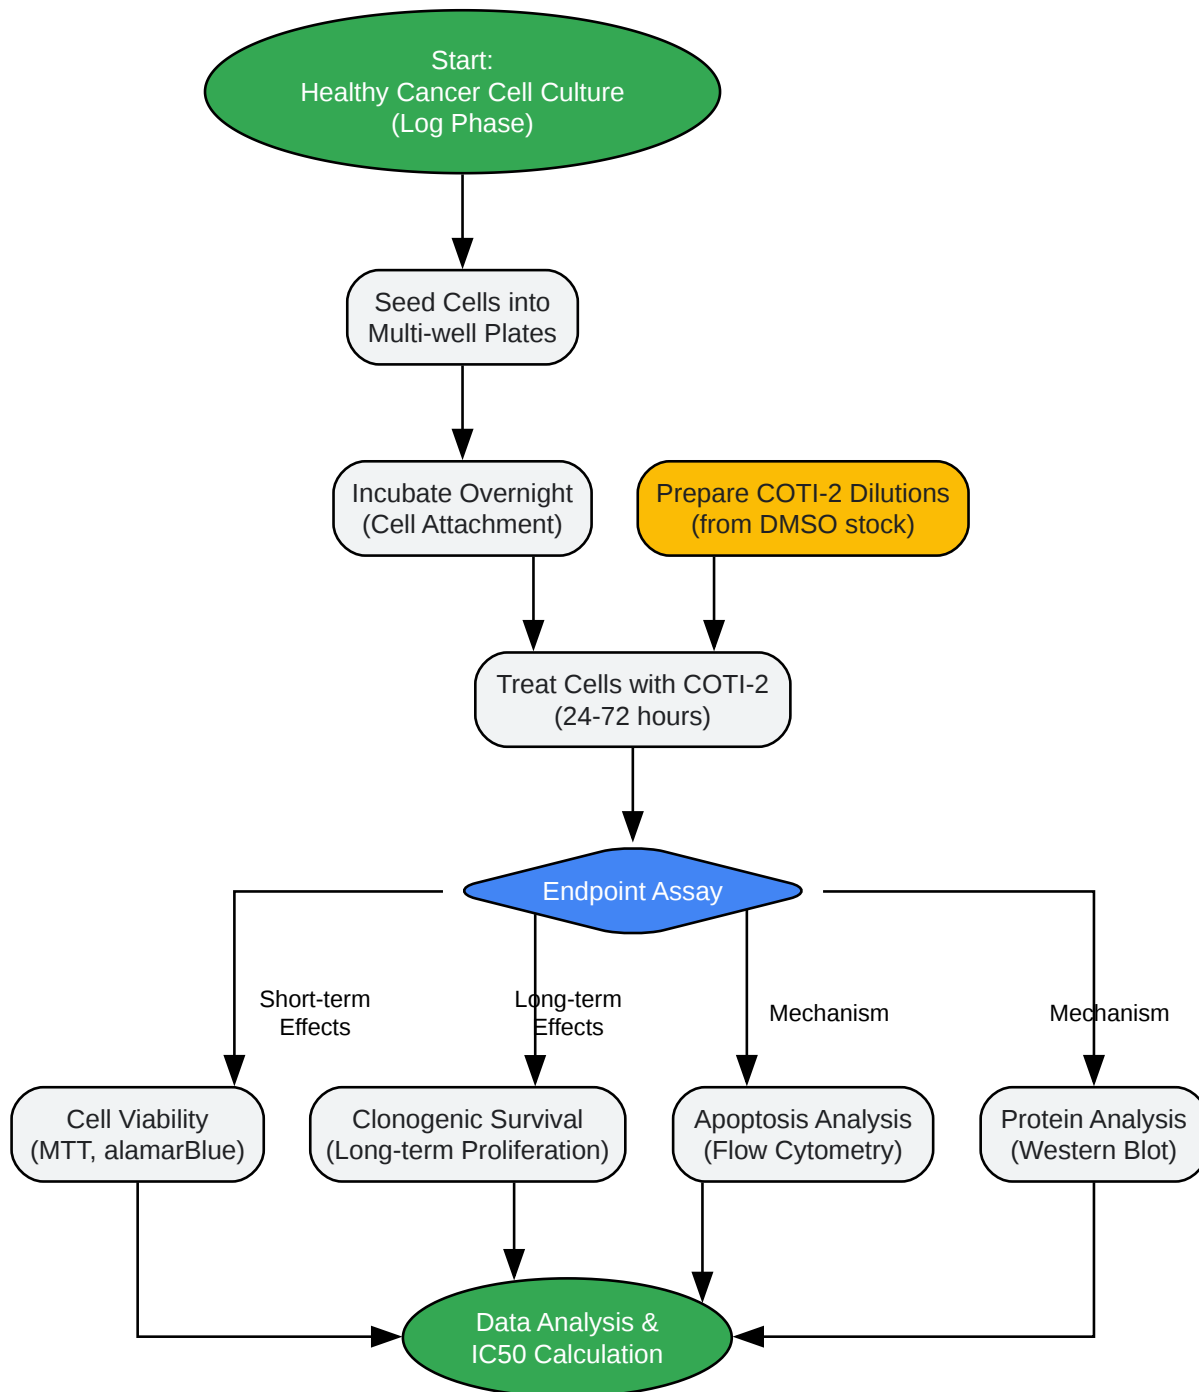 Start:
Healthy Cancer Cell Culture
(Log Phase)
Seed Cells into
Multi-well Plates
Incubate Overnight
(Cell Attachment)
Prepare COTI-2 Dilutions
(from DMSO stock)
Treat Cells with COTI-2
(24-72 hours)
Endpoint Assay
Short-term
Effects
Long-term
Effects
Mechanism
Mechanism
Cell Viability
(MTT, alamarBlue)
Clonogenic Survival
(Long-term Proliferation)
Apoptosis Analysis
(Flow Cytometry)
Protein Analysis
(Western Blot)
Data Analysis &
IC50 Calculation